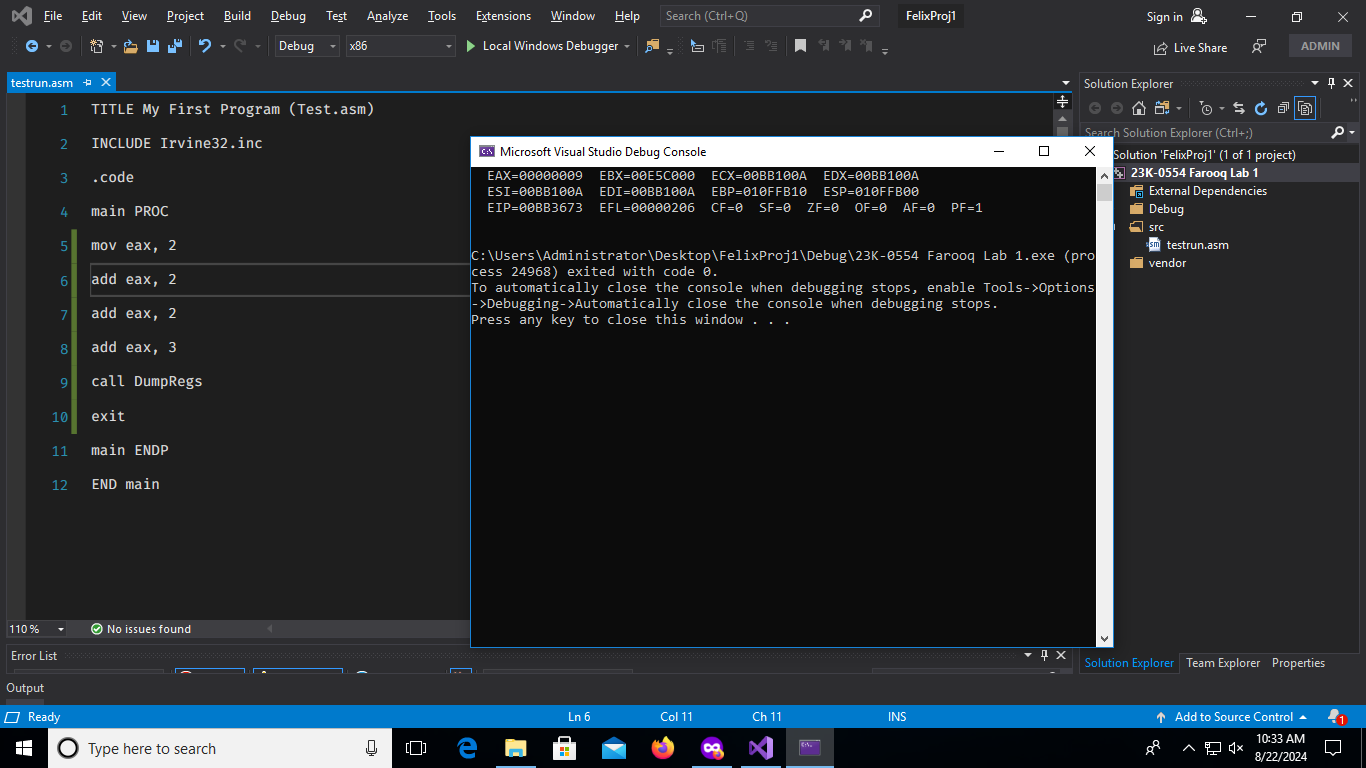 File Edit View Project Build Debug Test Analyze Tools Extensions Window Help Search (Ctrl+Q) FelixProj1 Sign in
Debug x86 Local Windows Debugger Live Share ADMIN
testrun.asm
1 TITLE My First Program (Test.asm)
2 INCLUDE Irvine32.inc
3 .code
4 main PROC
5 mov eax, 2
6 add eax, 2
7 add eax, 2
8 add eax, 3
9 call DumpRegs
10 exit
11 main ENDP
12 END main
110 % No issues found
Microsoft Visual Studio Debug Console
EAX=00000009 EBX=00E5C000 ECX=00BB100A EDX=00BB100A
ESI=00BB100A EDI=00BB100A EBP=010FFB10 ESP=010FFB00
EIP=00BB3673 EFL=00000206 CF=0 SF=0 ZF=0 OF=0 AF=0 PF=1
C:\Users\Administrator\Desktop\FelixProj1\Debug\23K-0554 Farooq Lab 1.exe (pro
cess 24968) exited with code 0.
To automatically close the console when debugging stops, enable Tools->Options
->Debugging->Automatically close the console when debugging stops.
Press any key to close this window . . .
Solution Explorer
Search Solution Explorer (Ctrl+;)
Solution 'FelixProj1' (1 of 1 project)
23K-0554 Farooq Lab 1
External Dependencies
Debug
src
testrun.asm
vendor
Solution Explorer Team Explorer Properties
Error List
Output
Ready Ln 6 Col 11 Ch 11 INS Add to Source Control 1
Type here to search
10:33 AM
8/22/2024